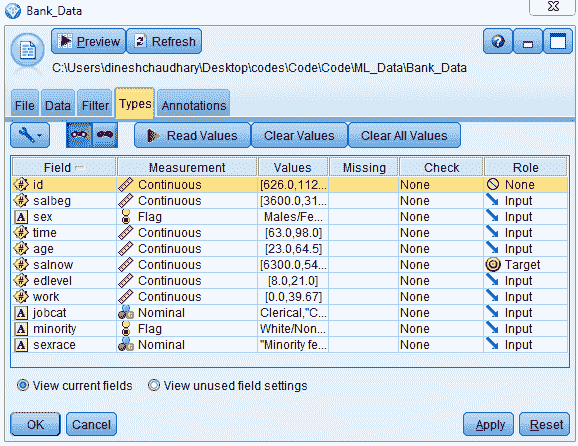 Bank_Data
Preview Refresh
C:\Users\dineshchaudhary\Desktop\codes\Code\Code\ML_Data\Bank_Data
File Data Filter Types Annotations
Read Values Clear Values Clear All Values
Field Measurement Values Missing Check Role
id Continuous [626.0,112... None None
salbeg Continuous [3600.0,31... None Input
sex Flag Males/Fe... None Input
time Continuous [63.0,98.0] None Input
age Continuous [23.0,64.5] None Input
salnow Continuous [6300.0,54... None Target
edlevel Continuous [8.0,21.0] None Input
work Continuous [0.0,39.67] None Input
jobcat Nominal Clerical,"C... None Input
minority Flag White/Non... None Input
sexrace Nominal "Minority fe... None Input
View current fields View unused field settings
OK Cancel Apply Reset